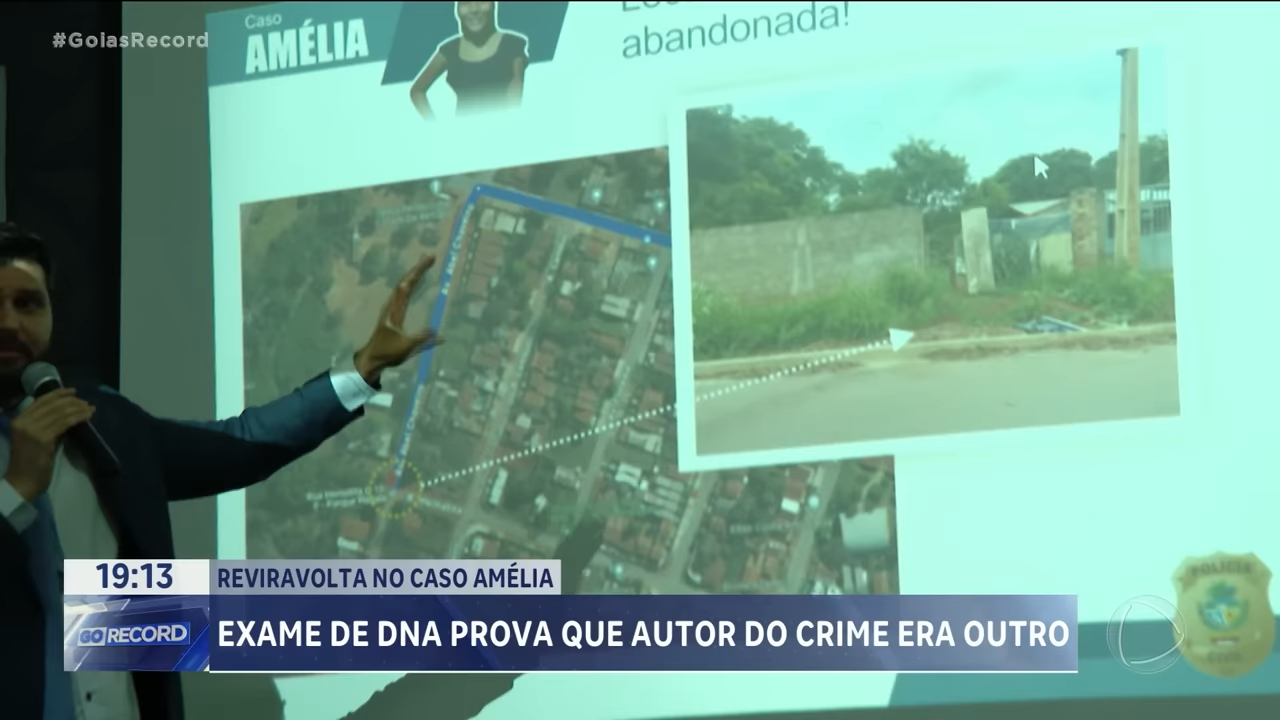 #GoiasRecord
Caso
AMÉLIA
abandonada!
19:13
REVIRAVOLTA NO CASO AMÉLIA
GO RECORD
EXAME DE DNA PROVA QUE AUTOR DO CRIME ERA OUTRO
POLÍCIA